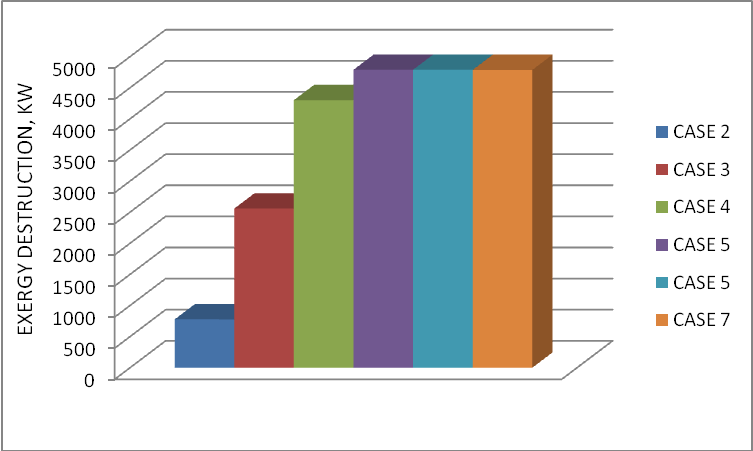 EXERGY DESTRUCTION, KW
5000
4500
4000
3500
3000
2500
2000
1500
1000
500
0
CASE 2
CASE 3
CASE 4
CASE 5
CASE 5
CASE 7